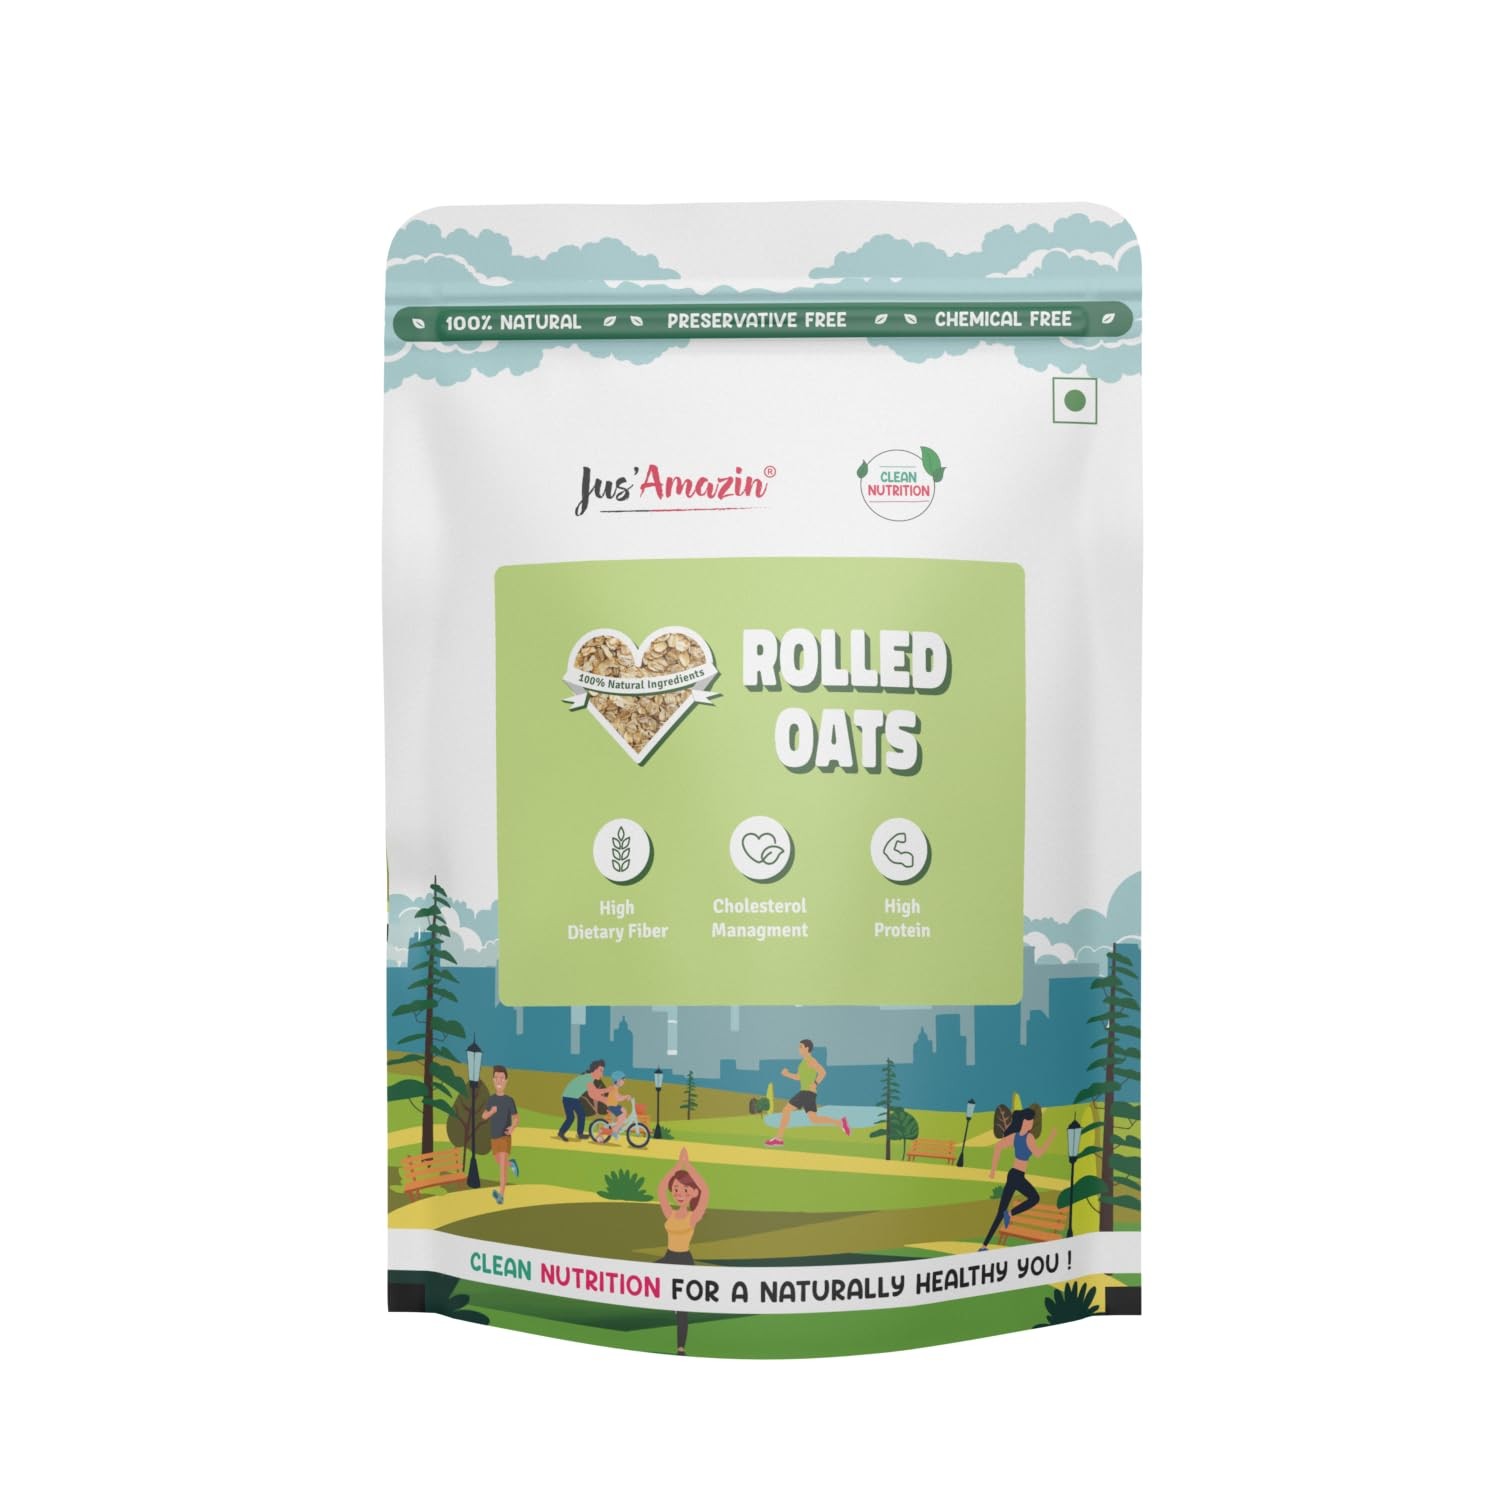 100% NATURAL PRESERVATIVE FREE CHEMICAL FREE
Jus'Amazin®
CLEAN
NUTRITION
100% Natural Ingredients
ROLLED
OATS
High
Dietary Fiber
Cholesterol
Managment
High
Protein
CLEAN NUTRITION FOR A NATURALLY HEALTHY YOU !